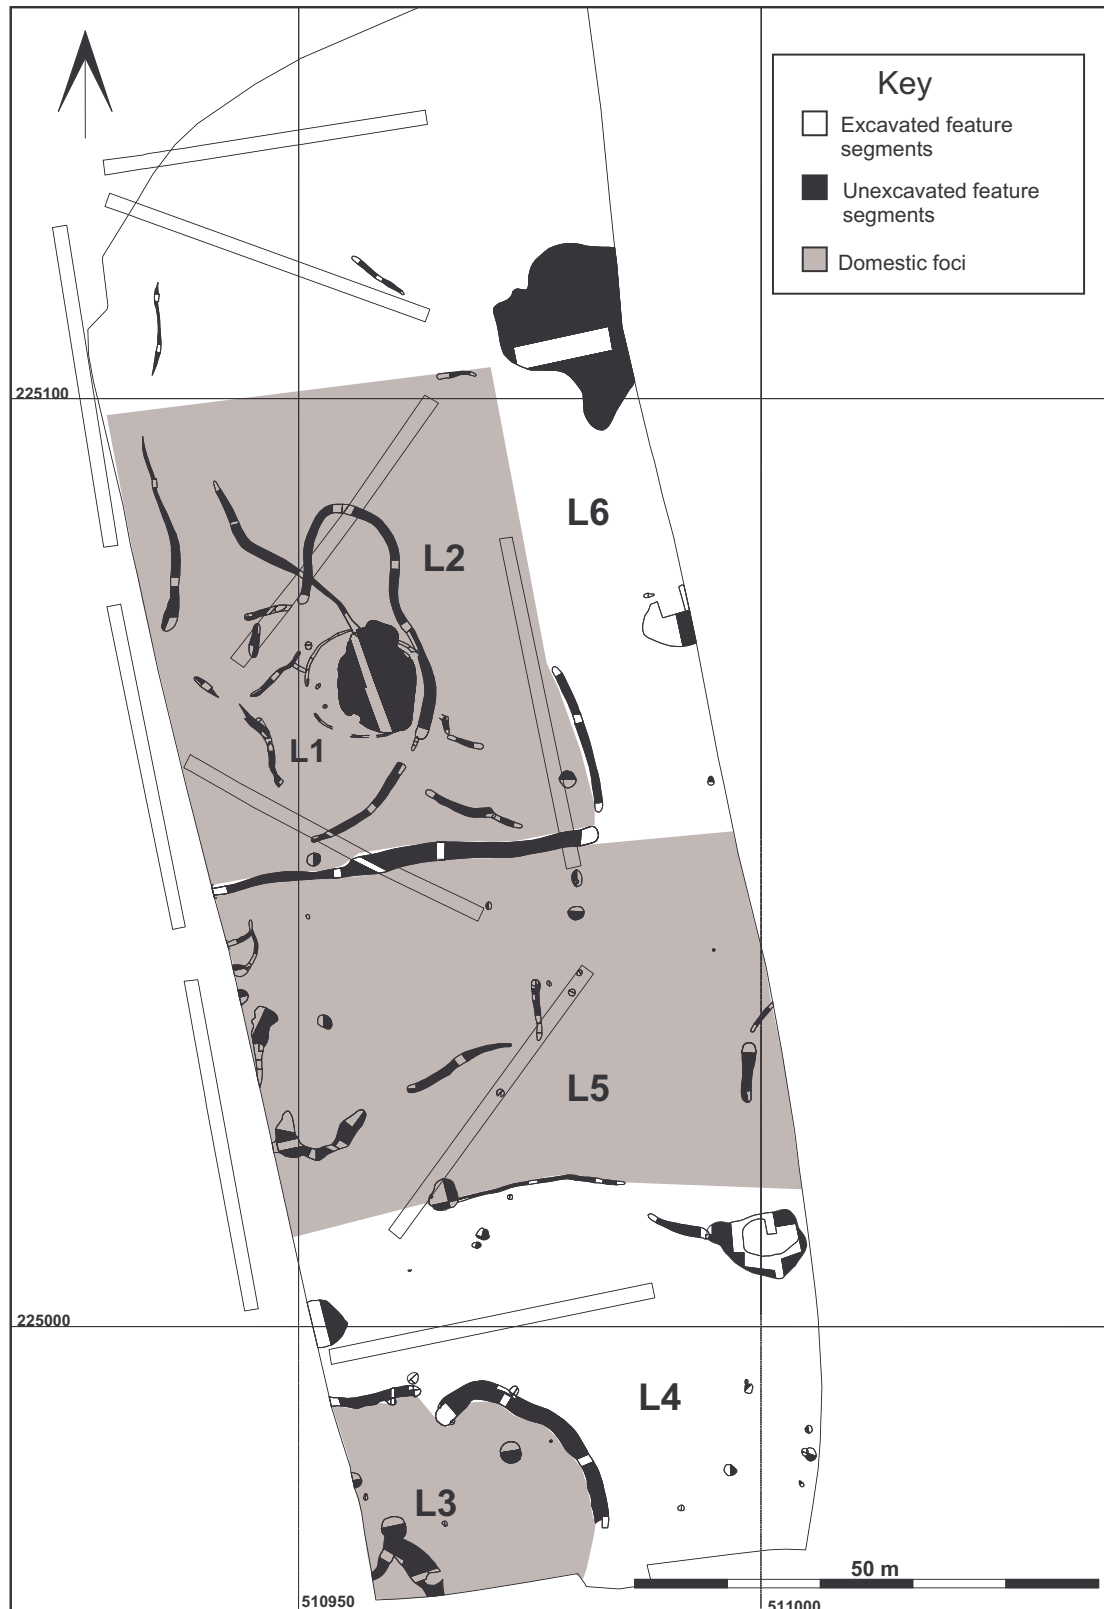 Key
Excavated feature
segments
Unexcavated feature
segments
Domestic foci
225100
L6
L2
L1
L5
225000
L4
L3
50 m
510950
511000